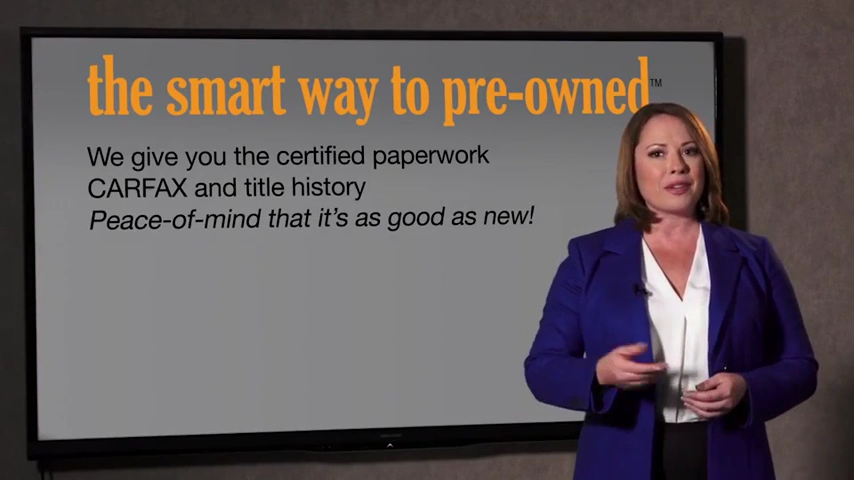 the smart way to pre-owned™
We give you the certified paperwork
CARFAX and title history
Peace-of-mind that it's as good as new!